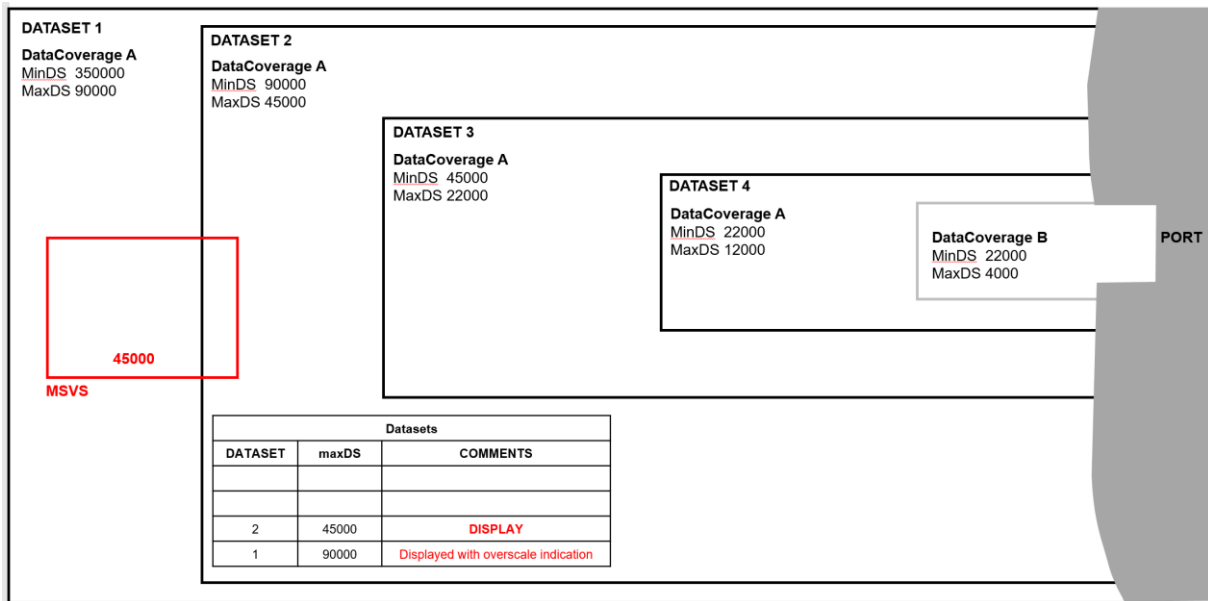 DATASET 1
DataCoverage A
MinDS 350000
MaxDS 90000
DATASET 2
DataCoverage A
MinDS 90000
MaxDS 45000
DATASET 3
DataCoverage A
MinDS 45000
MaxDS 22000
DATASET 4
DataCoverage A
MinDS 22000
MaxDS 12000
DataCoverage B
MinDS 22000
MaxDS 4000
PORT
45000
MSVS
Datasets
DATASET maxDS COMMENTS
2 45000 DISPLAY
1 90000 Displayed with overscale indication